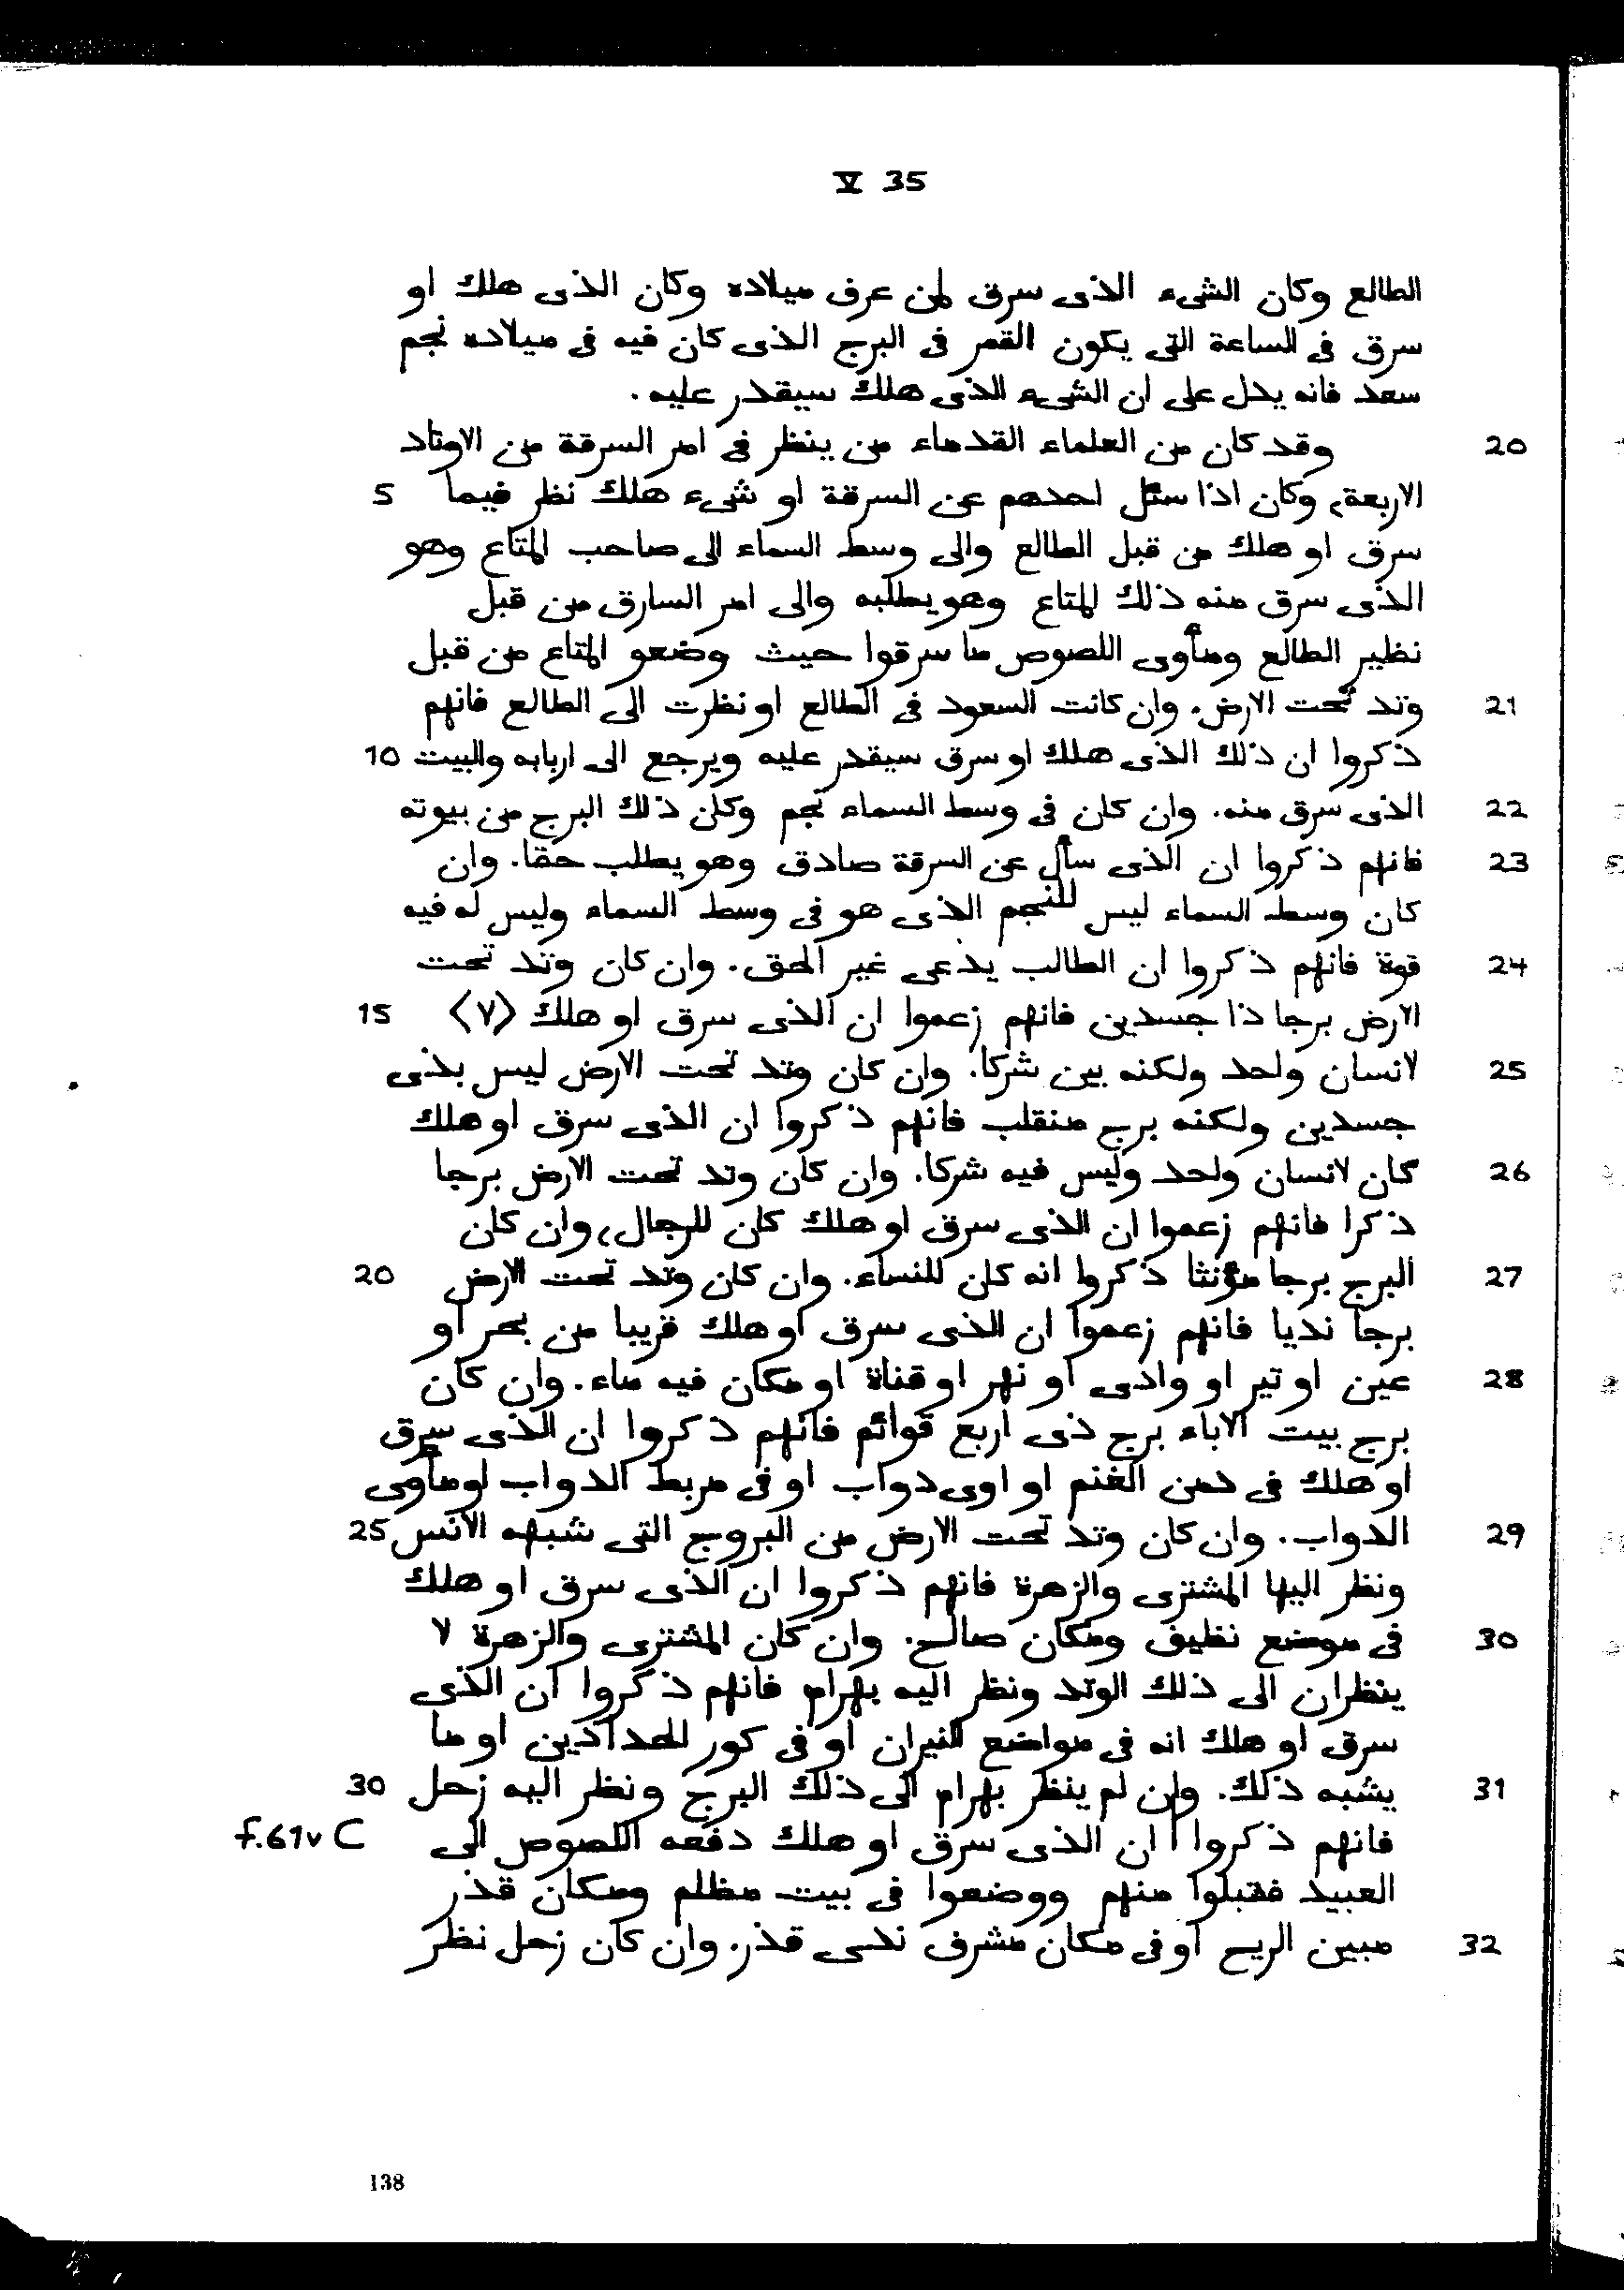 V 35
الطالع وكان الشىء الذى سرق لمن عرف ميلاده وكان الذى هلك او
سرق فى الساعة التى يكون القمر فى البرج الذى كان فيه فى ميلاده نجم
سعد فانه يدل على ان الشىء الذى هلك سيقدر عليه.
20 وقد كان من العلماء القدماء من ينظر فى امر السرقة من الاوتاد
الاربعة، وكان اذا سئل احدهم عن السرقة او شىء هلك نظر فيما 5
سرق او هلك من قبل الطالع والى وسط السماء الى صاحب المتاع وهو
الذى سرق منه ذلك المتاع وهو يطلبه والى امر السارق من قبل
نظير الطالع ومأوى اللصوص ما سرقوا حيث وضعو المتاع من قبل
21 وتد تحت الارض. وان كانت السعود فى الطالع او نظرت الى الطالع فانهم
ذكروا ان ذلك الذى هلك او سرق سيقدر عليه ويرجع الى اربابه والبيت 10
22 الذى سرق منه. وان كان فى وسط السماء نجم وكان ذلك البرج من بيوته
23 فانهم ذكروا ان الذى سأل عن السرقة صادق وهو يطلب حقا. وان
كان وسط السماء ليس للنجم الذى هو فى وسط السماء وليس له فيه
24 قوة فانهم ذكروا ان الطالب يدعى غير الحق. وان كان وتد تحت
الارض برجا ذا جسدين فانهم زعموا ان الذى سرق او هلك ⟨لا⟩ 15
25 لانسان واحد ولكنه بين شركا. وان كان وتد تحت الارض ليس بذى
جسدين ولكنه برج منقلب فانهم ذكروا ان الذى سرق او هلك
26 كان لانسان واحد وليس فيه شركا. وان كان وتد تحت الارض برجا
ذكرا فانهم زعموا ان الذى سرق او هلك كان للرجال، وان كان
27 البرج برجا مؤنثا ذكروا انه كان للنساء. وان كان وتد تحت الارض 20
برجا نديا فانهم زعموا ان الذى سرق او هلك قريبا من بحر او
28 عين او تير او وادى او نهر او قناة او مكان فيه ماء. وان كان
برج بيت الاباء برج ذى اربع قوائم فانهم ذكروا ان الذى سرق
او هلك فى دمن الغنم او اوى دواب او فى مربط الدواب او مأوى
29 الدواب. وان كان وتد تحت الارض من البروج التى شبهه الانس 25
ونظر اليها المشترى والزهرة فانهم ذكروا ان الذى سرق او هلك
30 فى موضع نظيف ومكان صالح. وان كان المشترى والزهرة لا
ينظران الى ذلك الوتد ونظر اليه بهرام فانهم ذكروا ان الذى
سرق او هلك انه فى مواضع النيران او فى كور الحدادين او ما
31 يشبه ذلك. وان لم ينظر بهرام الى ذلك البرج ونظر اليه زحل 30
فانهم ذكروا | ان الذى سرق او هلك دفعه اللصوص الى f.61v C
العبيد فقبلوا منهم ووضعوا فى بيت مظلم ومكان قذر
32 مبين الريح او فى مكان مشرف ندى قذر. وان كان زحل نظر
138